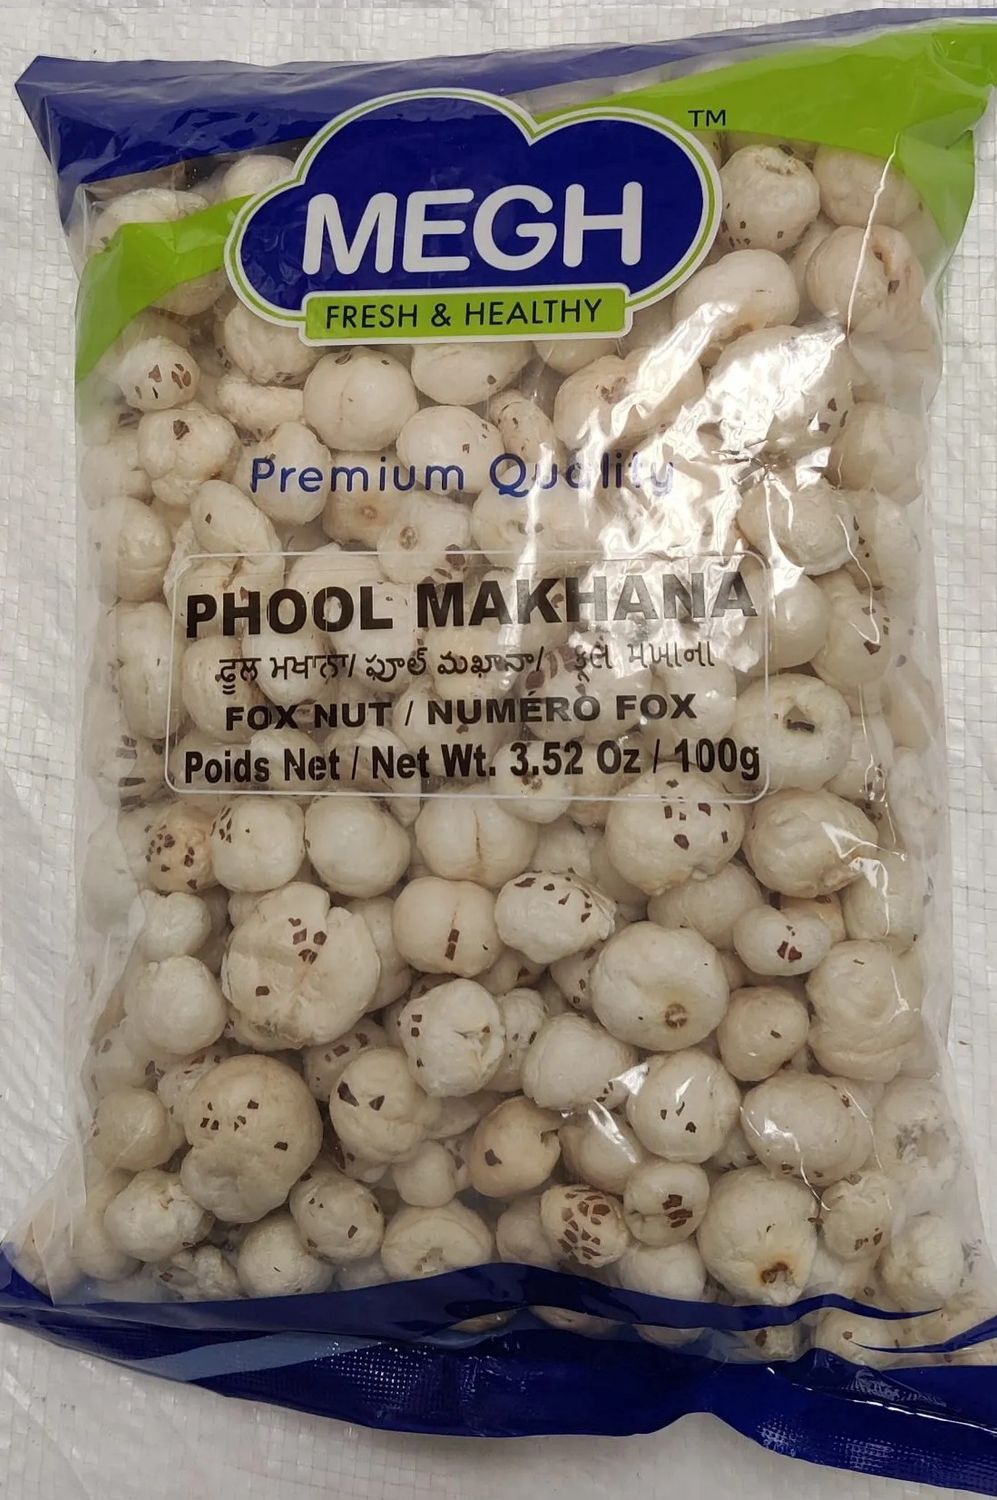 MEGH
TM
FRESH & HEALTHY
Premium Quality
PHOOL MAKHANA
ਫੂਲ ਮਖਾਨਾ/ ఫూల్ మఖానా/ ફૂલ મખાના
FOX NUT / NUMÉRO FOX
Poids Net / Net Wt. 3.52 Oz / 100g